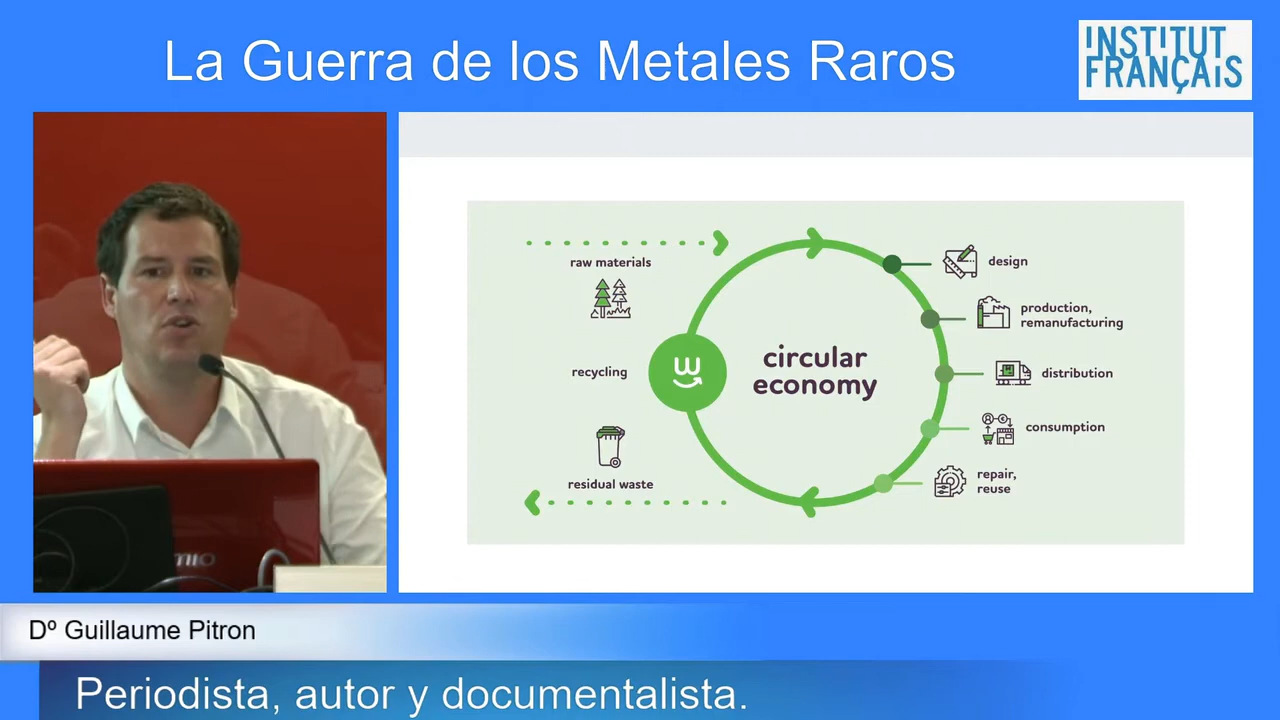 La Guerra de los Metales Raros
INSTITUT
FRANÇAIS
raw materials
recycling
residual waste
circular
economy
design
production,
remanufacturing
distribution
consumption
repair,
reuse
Dº Guillaume Pitron
Periodista, autor y documentalista.